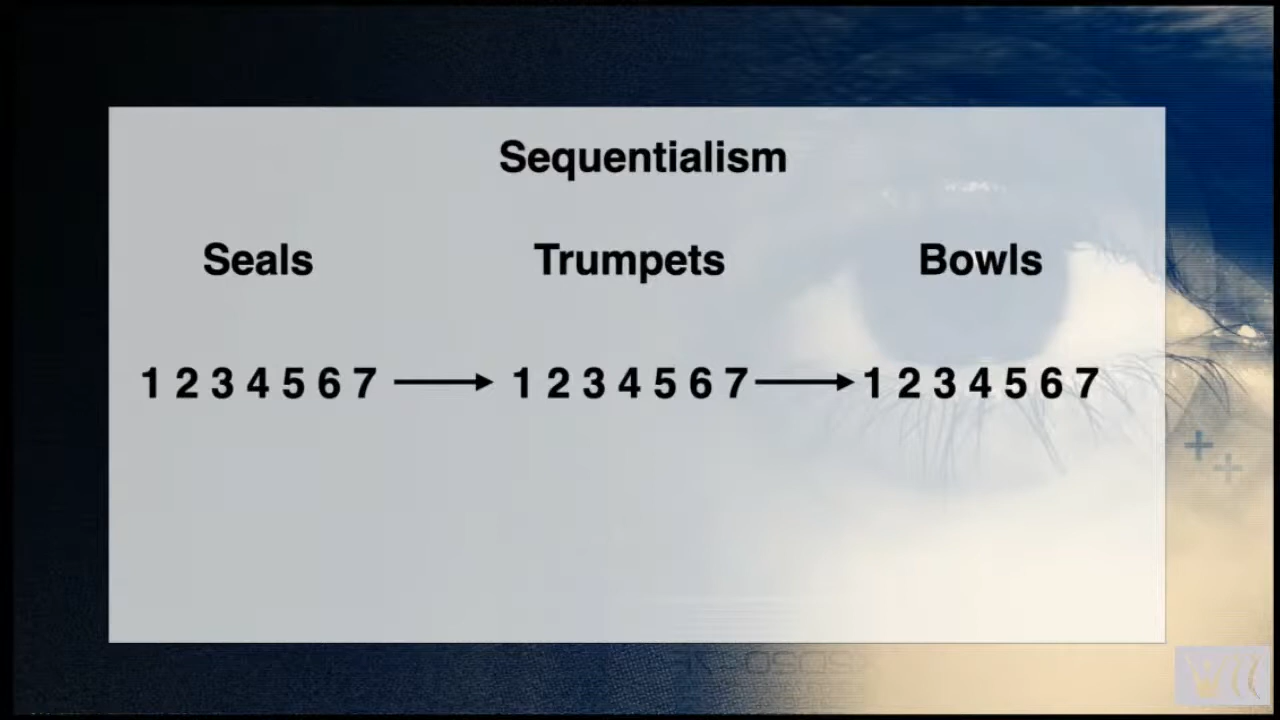 Sequentialism
Seals Trumpets Bowls
1 2 3 4 5 6 7 1 2 3 4 5 6 7 1 2 3 4 5 6 7